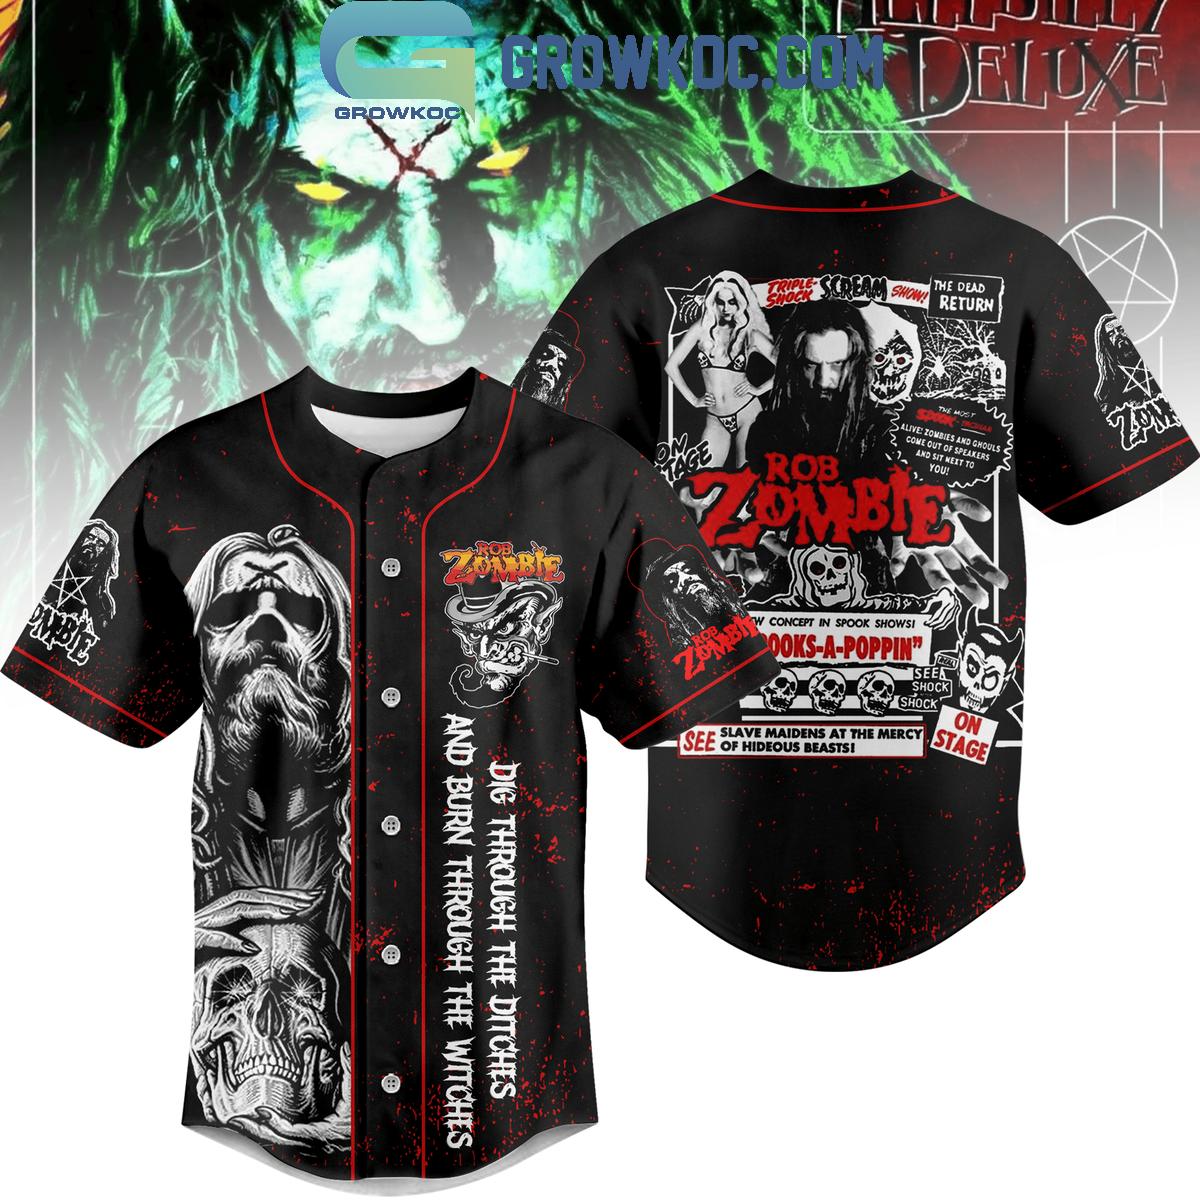 GROWKOC
GROWKOC.COM
HELLBILLY
DELUXE
TRIPLE-
SHOCK
SCREAM
SHOW!
THE DEAD
RETURN
ON
STAGE
THE MOST
SPOOK
ALIVE! ZOMBIES AND GHOULS
COME OUT OF SPEAKERS
AND SIT NEXT TO
YOU!
ROB
ZOMBIE
CONCEPT IN SPOOK SHOWS!
OOKS-A-POPPIN"
SEE
SHOCK
SHOCK
ON
STAGE
SEE SLAVE MAIDENS AT THE MERCY
OF HIDEOUS BEASTS!
ZOMBIE
ROB
ZOMBIE
ROB
ZOMBIE
OMBIE
DIG THROUGH THE DITCHES
AND BURN THROUGH THE WITCHES